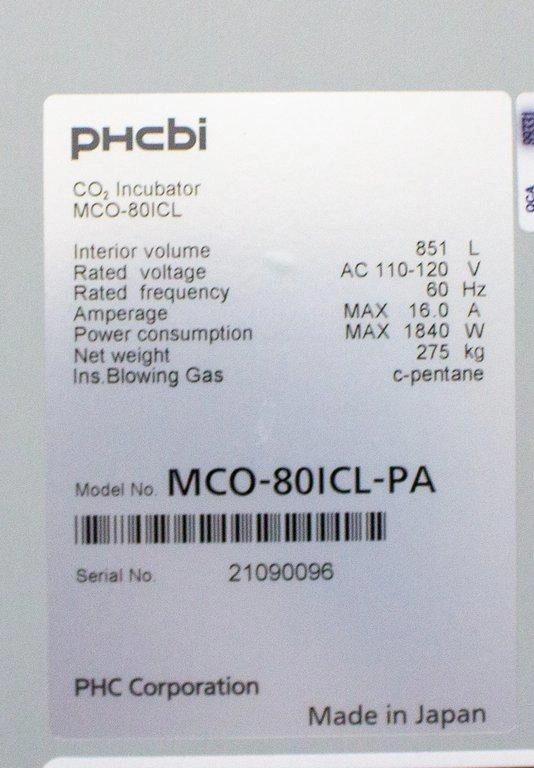 PHCbi
CO₂ Incubator
MCO-80ICL
Interior volume 851 L
Rated voltage AC 110-120 V
Rated frequency 60 Hz
Amperage MAX 16.0 A
Power consumption MAX 1840 W
Net weight 275 kg
Ins.Blowing Gas c-pentane
Model No. MCO-80ICL-PA
Serial No. 21090096
PHC Corporation
Made in Japan
QCA